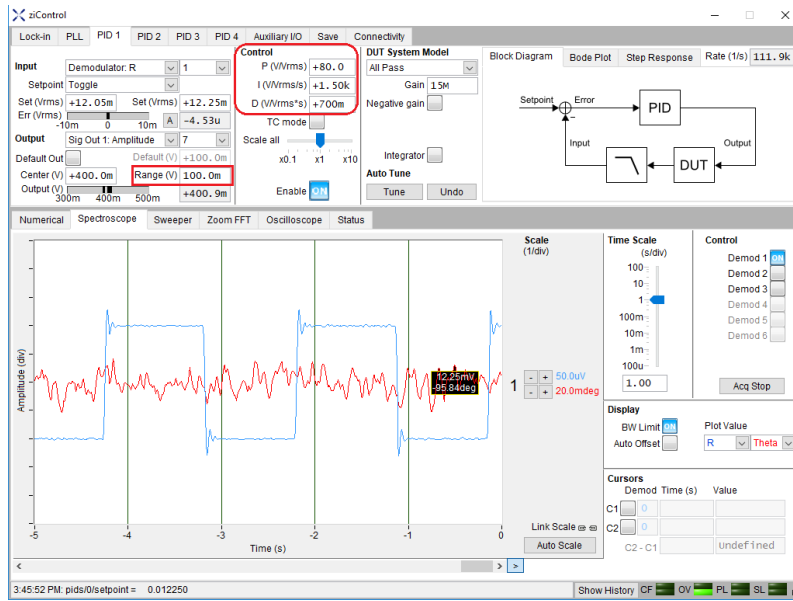 ziControl
Lock-in PLL PID 1 PID 2 PID 3 PID 4 Auxiliary I/O Save Connectivity
Input Demodulator: R 1
Setpoint Toggle
Set (Vrms) +12.05m Set (Vrms) +12.25m
Err (Vrms)
-10m 0 10m A -4.53u
Output Sig Out 1: Amplitude 7
Default Out Default (V) +100.0m
Center (V) +400.0m Range (V) 100.0m
Output (V)
300m 400m 500m +400.9m
Control
P (V/Vrms) +80.0
I (V/Vrms/s) +1.50k
D (V/Vrms*s) +700m
TC mode
Scale all
x0.1 x1 x10
Enable ON
DUT System Model
All Pass
Gain 15M
Negative gain
Integrator
Auto Tune
Tune Undo
Block Diagram Bode Plot Step Response Rate (1/s) 111.9k
Setpoint Error PID
Input Output
DUT
Numerical Spectroscope Sweeper Zoom FFT Oscilloscope Status
Amplitude (div)
12.25mV
-95.84deg
-5 -4 -3 -2 -1 0
Time (s)
Scale
(1/div)
1 - + 50.0uV
- + 20.0mdeg
Link Scale
Auto Scale
Time Scale
(s/div)
100
10
1
100m
10m
1m
100u
1.00
Control
Demod 1 ON
Demod 2
Demod 3
Demod 4
Demod 5
Demod 6
Acq Stop
Display
BW Limit ON
Auto Offset
Plot Value
R Theta
Cursors
Demod Time (s) Value
C1 0
C2 0
C2 - C1 Undefined
< > >
3:45:52 PM: pids/0/setpoint = 0.012250
Show History CF OV PL SL